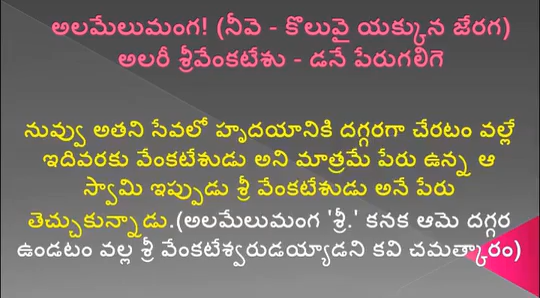 అలమేలుమంగ! (నీవె - కొలువై యక్కున జేరగ)
అలరీ శ్రీవేంకటేశు - డనే పేరుగలిగె
నువ్వు అతని సేవలో హృదయానికి దగ్గరగా చేరటం వల్లే
ఇదివరకు వేంకటేశుడు అని మాత్రమే పేరు ఉన్న ఆ
స్వామి ఇప్పుడు శ్రీ వేంకటేశుడు అనే పేరు
తెచ్చుకున్నాడు.(అలమేలుమంగ 'శ్రీ.' కనక ఆమె దగ్గర
ఉండటం వల్ల శ్రీ వేంకటేశ్వరుడయ్యాడని కవి చమత్కారం)